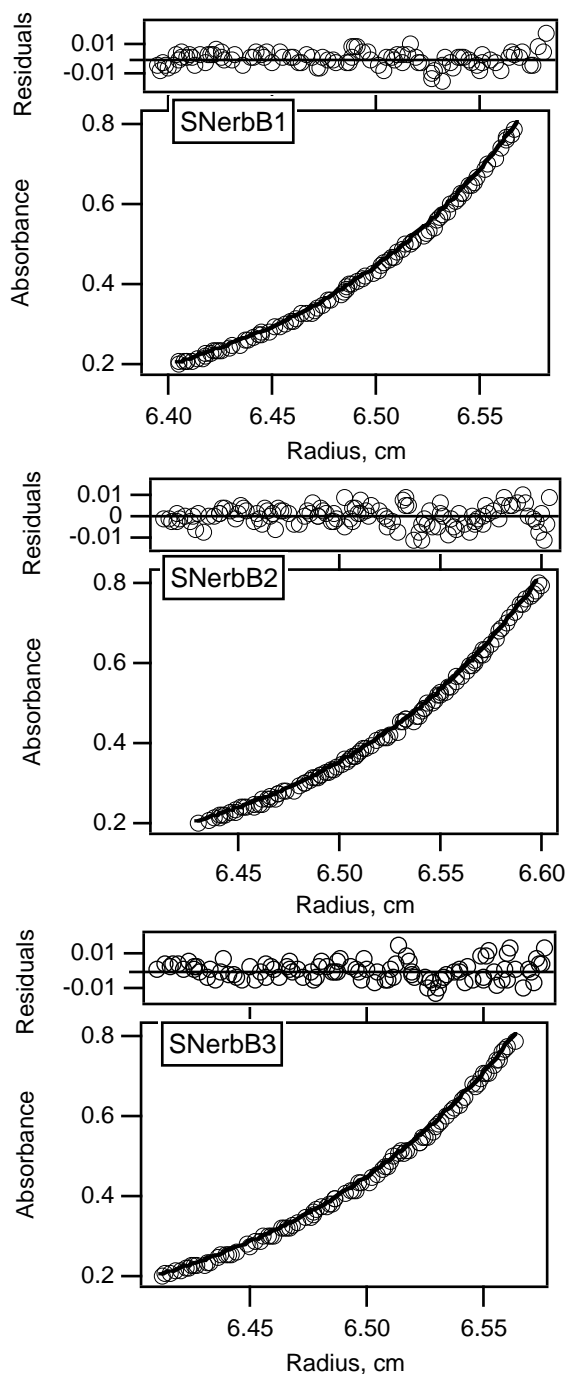 Residuals
0.01
-0.01
SNerbB1
Absorbance
0.8
0.6
0.4
0.2
6.40 6.45 6.50 6.55
Radius, cm
Residuals
0.01
0
-0.01
SNerbB2
Absorbance
0.8
0.6
0.4
0.2
6.45 6.50 6.55 6.60
Radius, cm
Residuals
0.01
-0.01
SNerbB3
Absorbance
0.8
0.6
0.4
0.2
6.45 6.50 6.55
Radius, cm